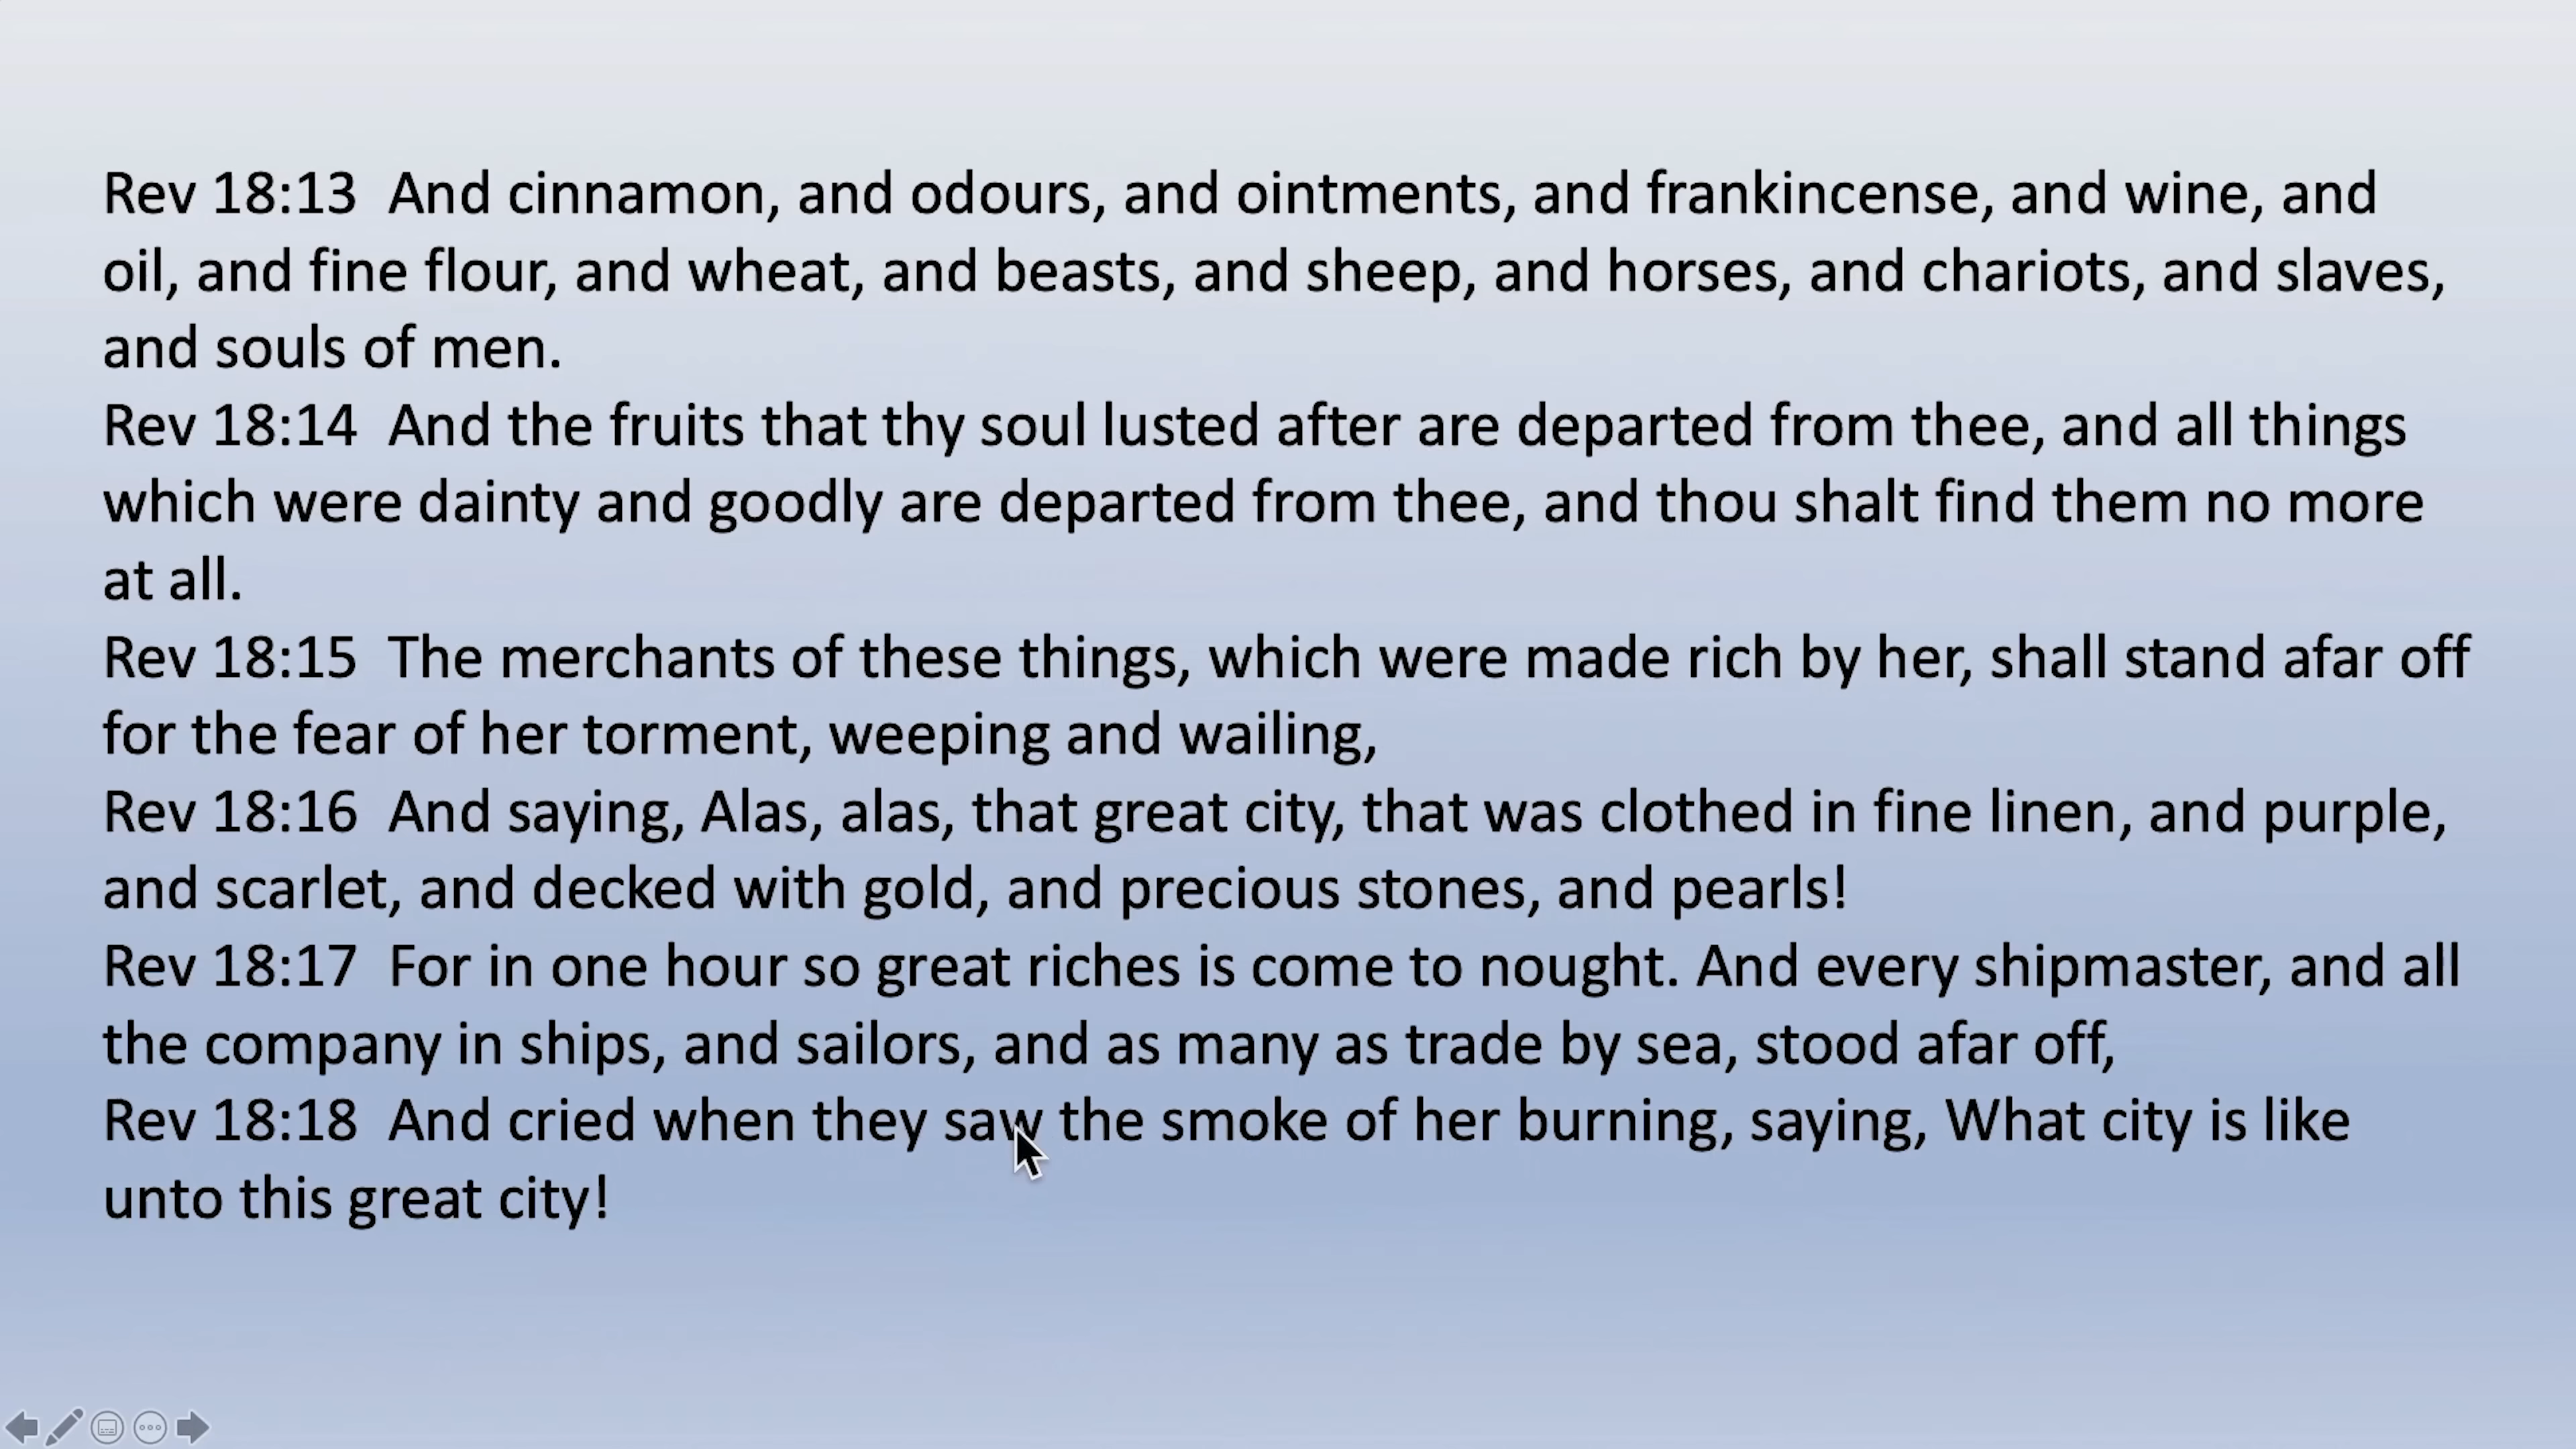 Rev 18:13  And cinnamon, and odours, and ointments, and frankincense, and wine, and
oil, and fine flour, and wheat, and beasts, and sheep, and horses, and chariots, and slaves,
and souls of men.
Rev 18:14  And the fruits that thy soul lusted after are departed from thee, and all things
which were dainty and goodly are departed from thee, and thou shalt find them no more
at all.
Rev 18:15  The merchants of these things, which were made rich by her, shall stand afar off
for the fear of her torment, weeping and wailing,
Rev 18:16  And saying, Alas, alas, that great city, that was clothed in fine linen, and purple,
and scarlet, and decked with gold, and precious stones, and pearls!
Rev 18:17  For in one hour so great riches is come to nought. And every shipmaster, and all
the company in ships, and sailors, and as many as trade by sea, stood afar off,
Rev 18:18  And cried when they saw the smoke of her burning, saying, What city is like
unto this great city!